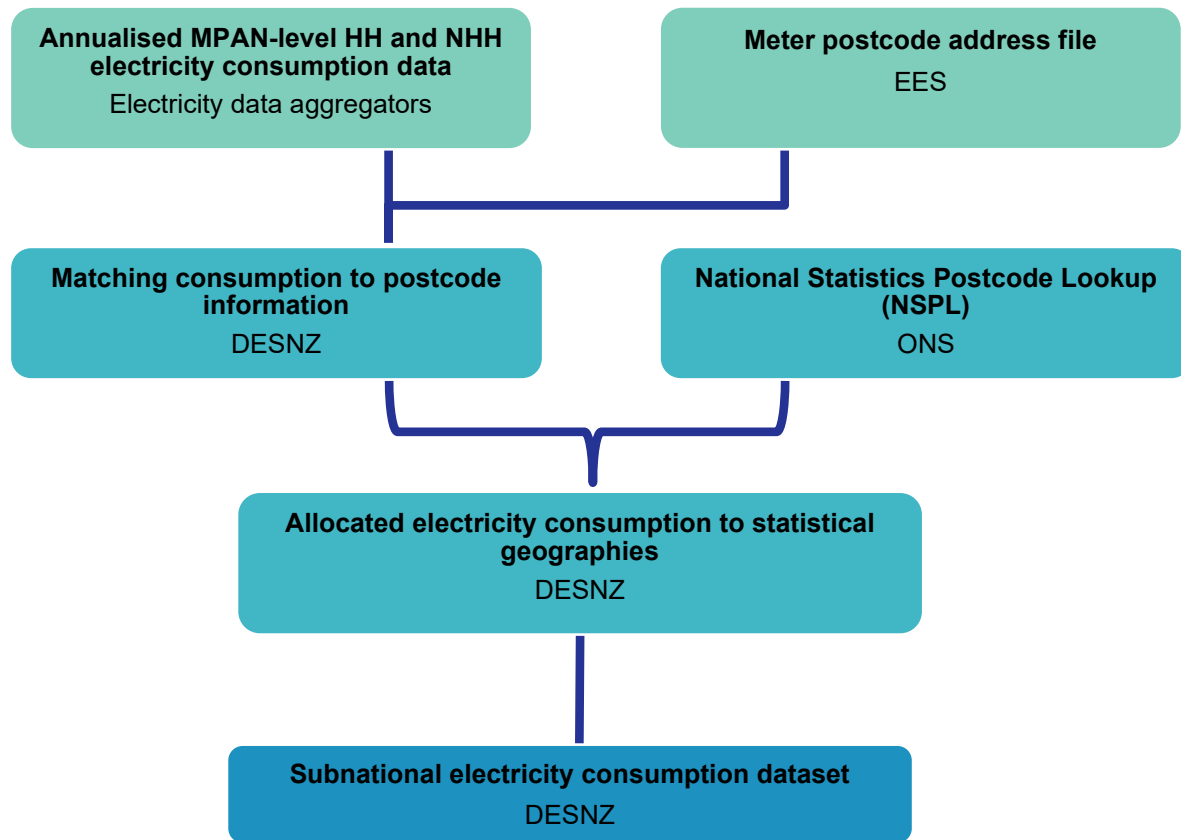 Annualised MPAN-level HH and NHH
electricity consumption data
Electricity data aggregators
Meter postcode address file
EES
Matching consumption to postcode
information
DESNZ
National Statistics Postcode Lookup
(NSPL)
ONS
Allocated electricity consumption to statistical
geographies
DESNZ
Subnational electricity consumption dataset
DESNZ